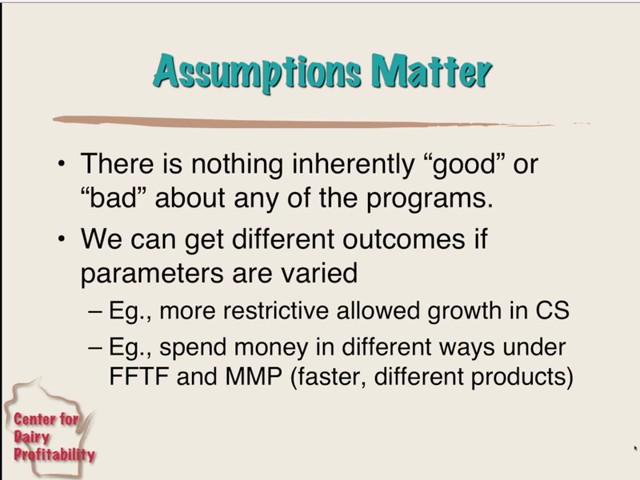 Assumptions Matter
• There is nothing inherently “good” or
“bad” about any of the programs.
• We can get different outcomes if
parameters are varied
– Eg., more restrictive allowed growth in CS
– Eg., spend money in different ways under
FFTF and MMP (faster, different products)
Center for
Dairy
Profitability